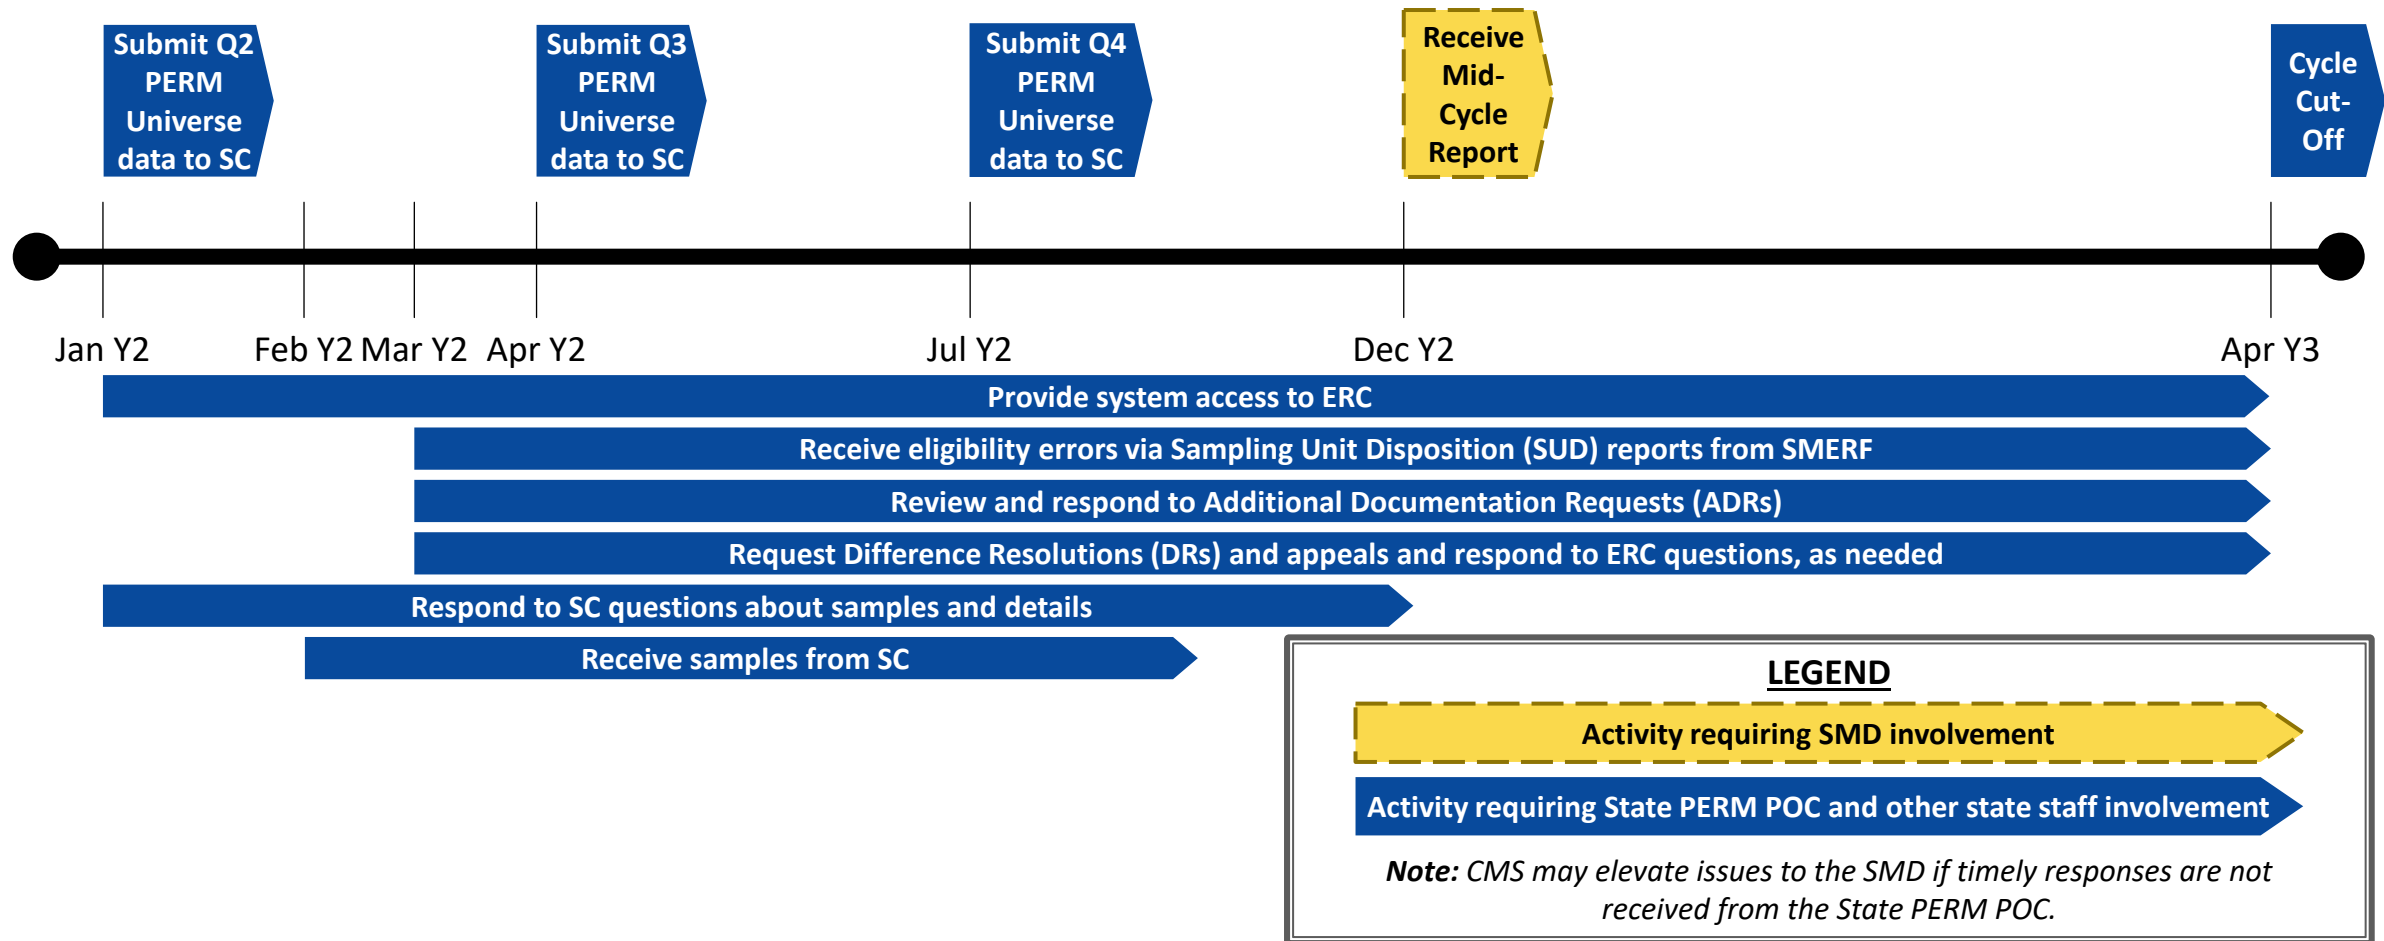 Submit Q2
PERM
Universe
data to SC
Submit Q3
PERM
Universe
data to SC
Submit Q4
PERM
Universe
data to SC
Receive
Mid-
Cycle
Report
Cycle
Cut-
Off
Jan Y2
Feb Y2
Mar Y2
Apr Y2
Jul Y2
Dec Y2
Apr Y3
Provide system access to ERC
Receive eligibility errors via Sampling Unit Disposition (SUD) reports from SMERF
Review and respond to Additional Documentation Requests (ADRs)
Request Difference Resolutions (DRs) and appeals and respond to ERC questions, as needed
Respond to SC questions about samples and details
Receive samples from SC
LEGEND
Activity requiring SMD involvement
Activity requiring State PERM POC and other state staff involvement
Note: CMS may elevate issues to the SMD if timely responses are not
received from the State PERM POC.